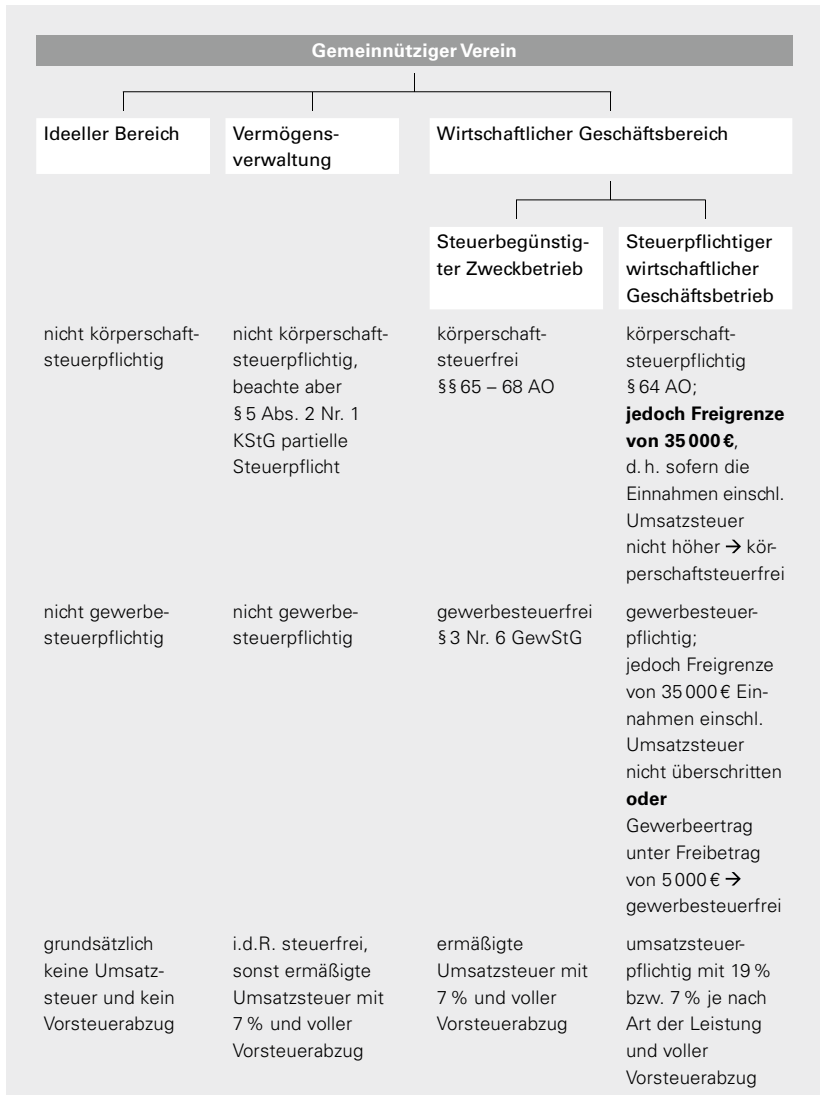 Gemeinnütziger Verein
Ideeller Bereich
Vermögens-
verwaltung
Wirtschaftlicher Geschäftsbereich
Steuerbegünstig-
ter Zweckbetrieb
Steuerpflichtiger
wirtschaftlicher
Geschäftsbetrieb
nicht körperschaft-
steuerpflichtig
nicht körperschaft-
steuerpflichtig,
beachte aber
§ 5 Abs. 2 Nr. 1
KStG partielle
Steuerpflicht
körperschaft-
steuerfrei
§§ 65 – 68 AO
körperschaft-
steuerpflichtig
§ 64 AO;
jedoch Freigrenze
von 35 000 €,
d. h. sofern die
Einnahmen einschl.
Umsatzsteuer
nicht höher → kör-
perschaftsteuerfrei
nicht gewerbe-
steuerpflichtig
nicht gewerbe-
steuerpflichtig
gewerbesteuerfrei
§ 3 Nr. 6 GewStG
gewerbesteuer-
pflichtig;
jedoch Freigrenze
von 35 000 € Ein-
nahmen einschl.
Umsatzsteuer
nicht überschritten
oder
Gewerbeertrag
unter Freibetrag
von 5 000 € →
gewerbesteuerfrei
grundsätzlich
keine Umsatz-
steuer und kein
Vorsteuerabzug
i.d.R. steuerfrei,
sonst ermäßigte
Umsatzsteuer mit
7 % und voller
Vorsteuerabzug
ermäßigte
Umsatzsteuer mit
7 % und voller
Vorsteuerabzug
umsatzsteuer-
pflichtig mit 19 %
bzw. 7 % je nach
Art der Leistung
und voller
Vorsteuerabzug